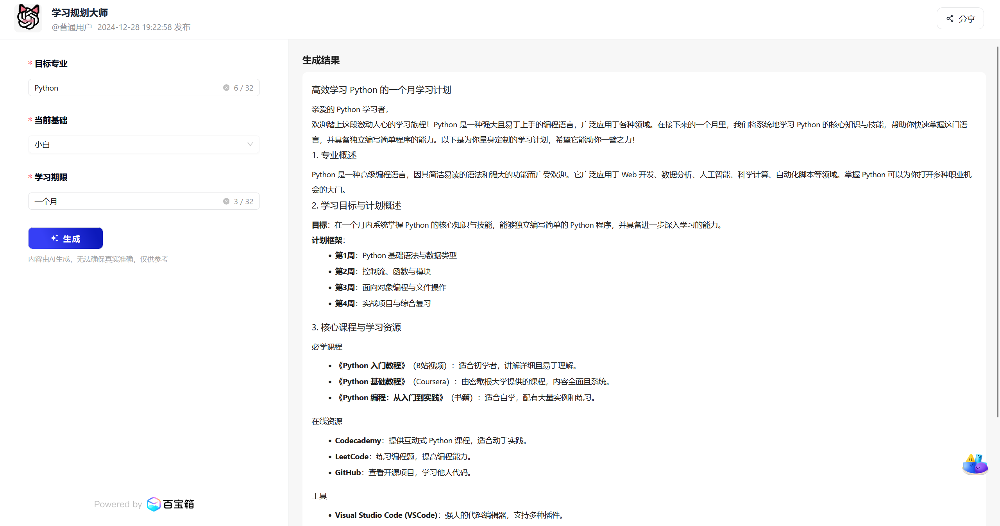 学习规划大师
@普通用户 2024-12-28 19:22:58 发布
分享
* 目标专业
Python
6 / 32
* 当前基础
小白
* 学习期限
一个月
3 / 32
生成
内容由AI生成，无法确保真实准确，仅供参考
Powered by 百宝箱
生成结果
高效学习 Python 的一个月学习计划
亲爱的 Python 学习者，
欢迎踏上这段激动人心的学习旅程！Python 是一种强大且易于上手的编程语言，广泛应用于各种领域。在接下来的一个月里，我们将系统地学习 Python 的核心知识与技能，帮助你快速掌握这门语
言，并具备独立编写简单程序的能力。以下是为你量身定制的学习计划，希望它能助你一臂之力！
1. 专业概述
Python 是一种高级编程语言，因其简洁易读的语法和强大的功能而广受欢迎。它广泛应用于 Web 开发、数据分析、人工智能、科学计算、自动化脚本等领域。掌握 Python 可以为你打开多种职业机
会的大门。
2. 学习目标与计划概述
目标：在一个月内系统掌握 Python 的核心知识与技能，能够独立编写简单的 Python 程序，并具备进一步深入学习的能力。
计划框架：
• 第1周：Python 基础语法与数据类型
• 第2周：控制流、函数与模块
• 第3周：面向对象编程与文件操作
• 第4周：实战项目与综合复习
3. 核心课程与学习资源
必学课程
• 《Python 入门教程》（B站视频）：适合初学者，讲解详细且易于理解。
• 《Python 基础教程》（Coursera）：由密歇根大学提供的课程，内容全面且系统。
• 《Python 编程：从入门到实践》（书籍）：适合自学，配有大量实例和练习。
在线资源
• Codecademy：提供互动式 Python 课程，适合动手实践。
• LeetCode：练习编程题，提高编程能力。
• GitHub：查看开源项目，学习他人代码。
工具
• Visual Studio Code (VSCode)：强大的代码编辑器，支持多种插件。